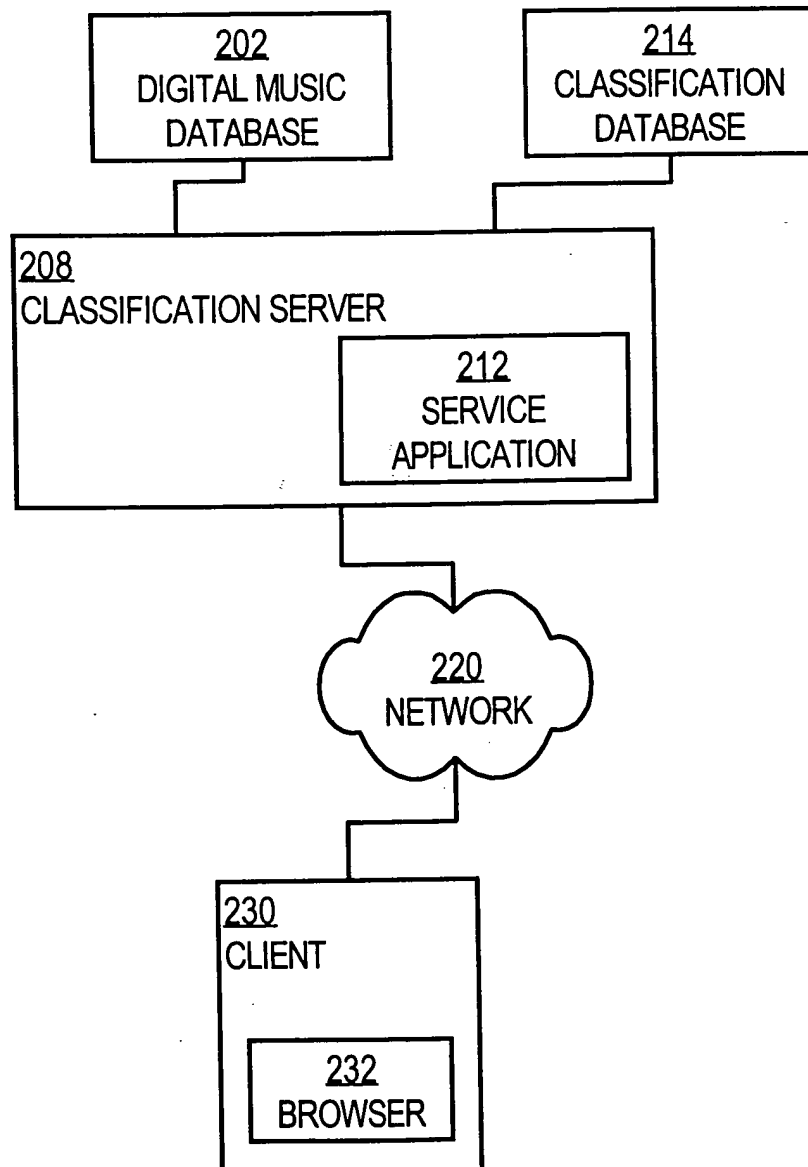 202
DIGITAL MUSIC
DATABASE
214
CLASSIFICATION
DATABASE
208
CLASSIFICATION SERVER
212
SERVICE
APPLICATION
220
NETWORK
230
CLIENT
232
BROWSER